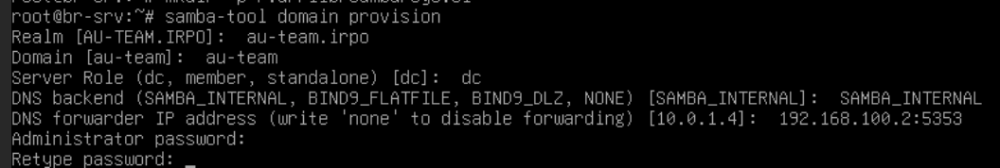 root@br-srv:~# samba-tool domain provision
Realm [AU-TEAM.IRPO]:  au-team.irpo
Domain [au-team]:  au-team
Server Role (dc, member, standalone) [dc]:  dc
DNS backend (SAMBA_INTERNAL, BIND9_FLATFILE, BIND9_DLZ, NONE) [SAMBA_INTERNAL]:  SAMBA_INTERNAL
DNS forwarder IP address (write 'none' to disable forwarding) [10.0.1.4]:  192.168.100.2:5353
Administrator password:
Retype password: _